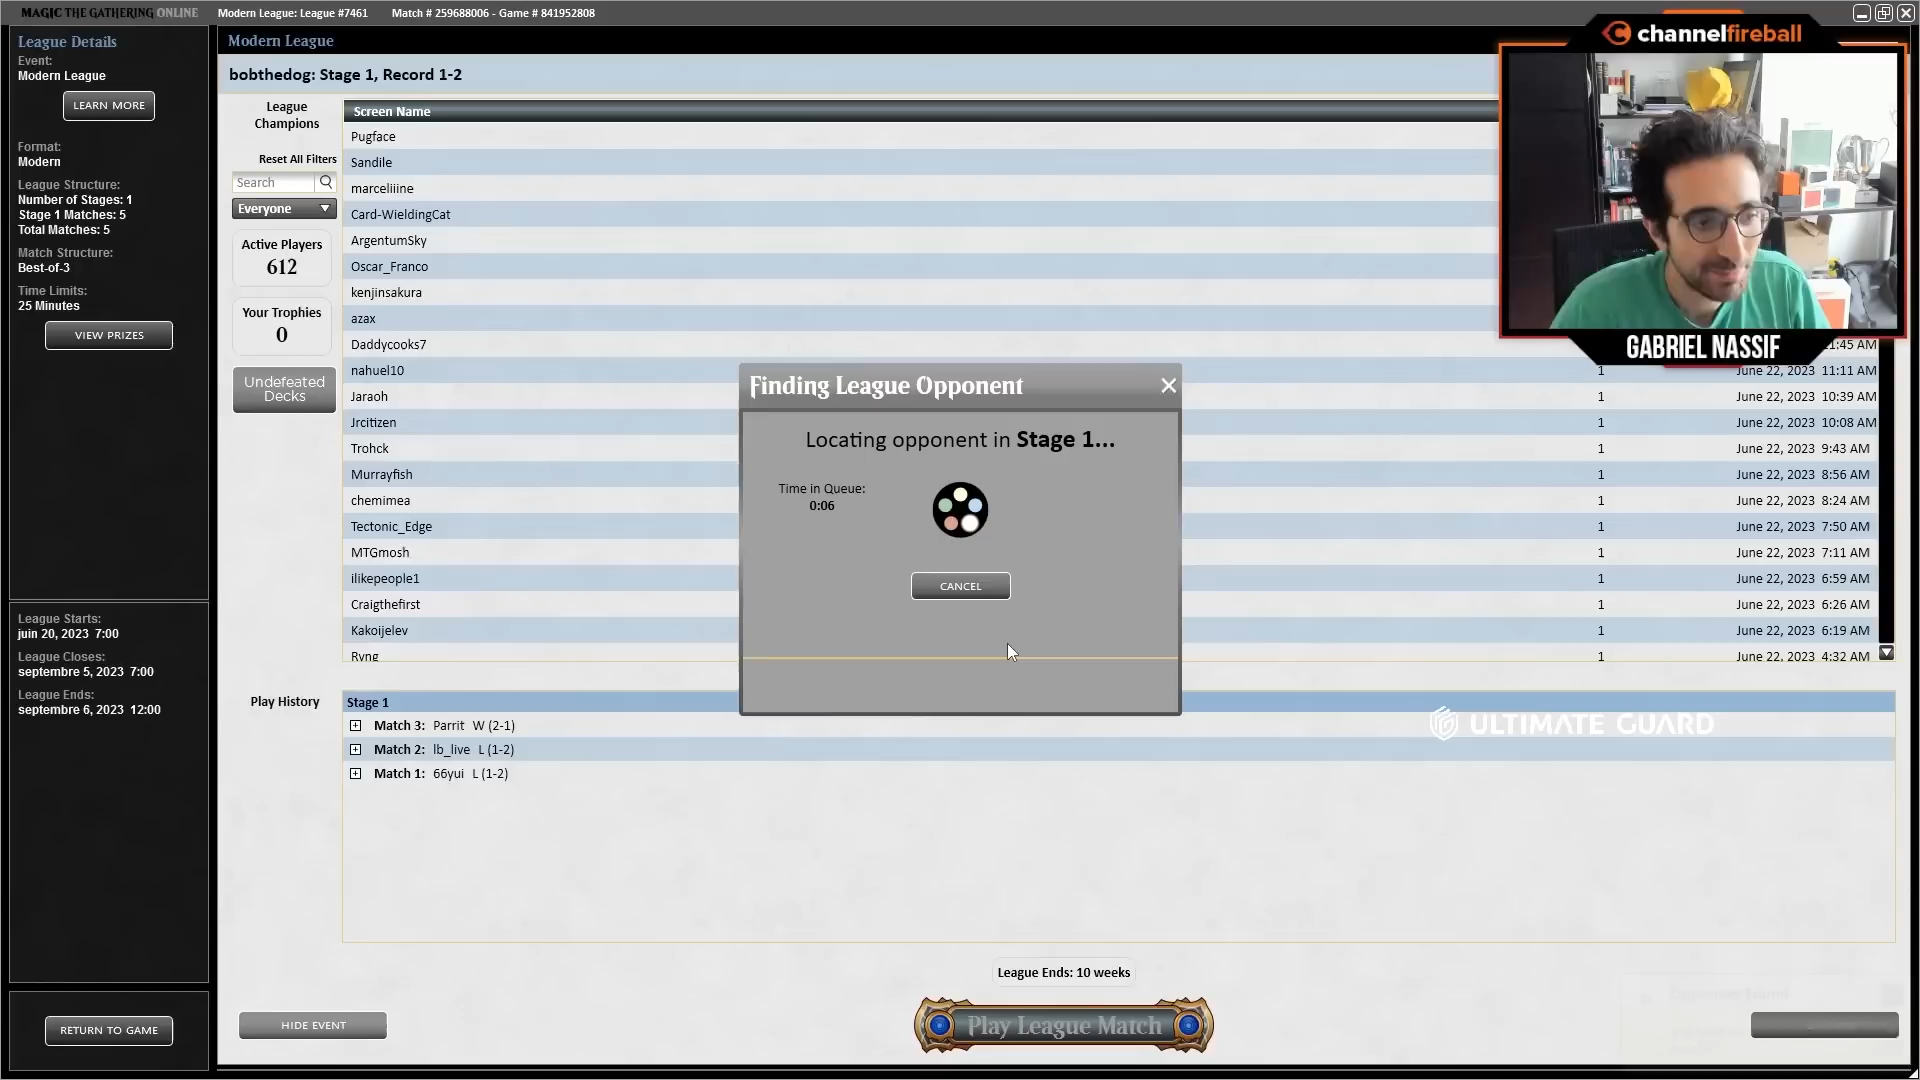 MAGIC THE GATHERING ONLINE
Modern League: League #7461 Match # 259688006 - Game # 841952808
League Details
Event:
Modern League
LEARN MORE
Format:
Modern
League Structure:
Number of Stages: 1
Stage 1 Matches: 5
Total Matches: 5
Match Structure:
Best-of-3
Time Limits:
25 Minutes
VIEW PRIZES
League Starts:
juin 20, 2023 7:00
League Closes:
septembre 5, 2023 7:00
League Ends:
septembre 6, 2023 12:00
RETURN TO GAME
Modern League
bobthedog: Stage 1, Record 1-2
League
Champions
Reset All Filters
Search
Everyone
Active Players
612
Your Trophies
0
Undefeated
Decks
Screen Name
Pugface
Sandile
marceliiine
Card-WieldingCat
ArgentumSky
Oscar_Franco
kenjinsakura
azax
Daddycooks7 :45 AM
nahuel10 1 June 22, 2023 11:11 AM
Jaraoh 1 June 22, 2023 10:39 AM
Jrcitizen 1 June 22, 2023 10:08 AM
Trohck 1 June 22, 2023 9:43 AM
Murrayfish 1 June 22, 2023 8:56 AM
chemimea 1 June 22, 2023 8:24 AM
Tectonic_Edge 1 June 22, 2023 7:50 AM
MTGmosh 1 June 22, 2023 7:11 AM
ilikepeople1 1 June 22, 2023 6:59 AM
Craigthefirst 1 June 22, 2023 6:26 AM
Kakoijelev 1 June 22, 2023 6:19 AM
Ryng 1 June 22, 2023 4:32 AM
channelfireball
GABRIEL NASSIF
Finding League Opponent
Locating opponent in Stage 1...
Time in Queue:
0:06
CANCEL
Play History
Stage 1
Match 3: Parrit W (2-1)
Match 2: lb_live L (1-2)
Match 1: 66yui L (1-2)
ULTIMATE GUARD
League Ends: 10 weeks
HIDE EVENT
Play League Match